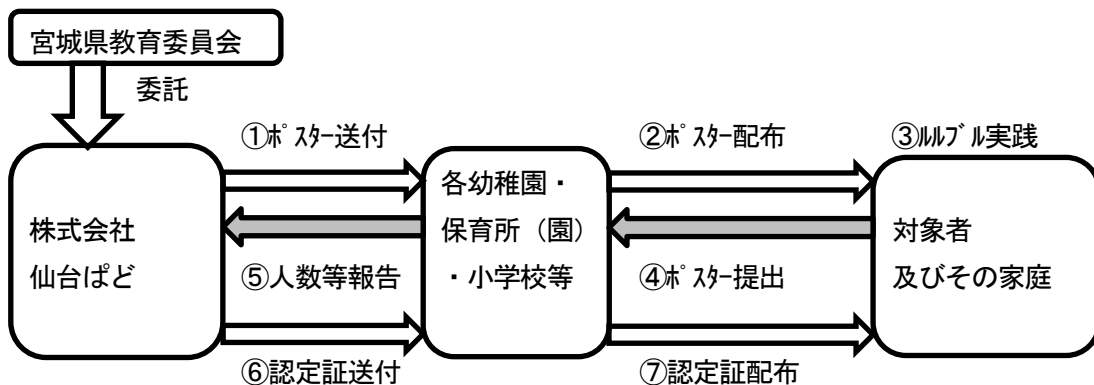 宮城県教育委員会
委託
①ﾎﾟｽﾀｰ送付
②ﾎﾟｽﾀｰ配布
③ﾙﾙﾌﾞﾙ実践
株式会社
仙台ぱど
各幼稚園・
保育所（園）
・小学校等
対象者
及びその家庭
⑤人数等報告
④ﾎﾟｽﾀｰ提出
⑥認定証送付
⑦認定証配布